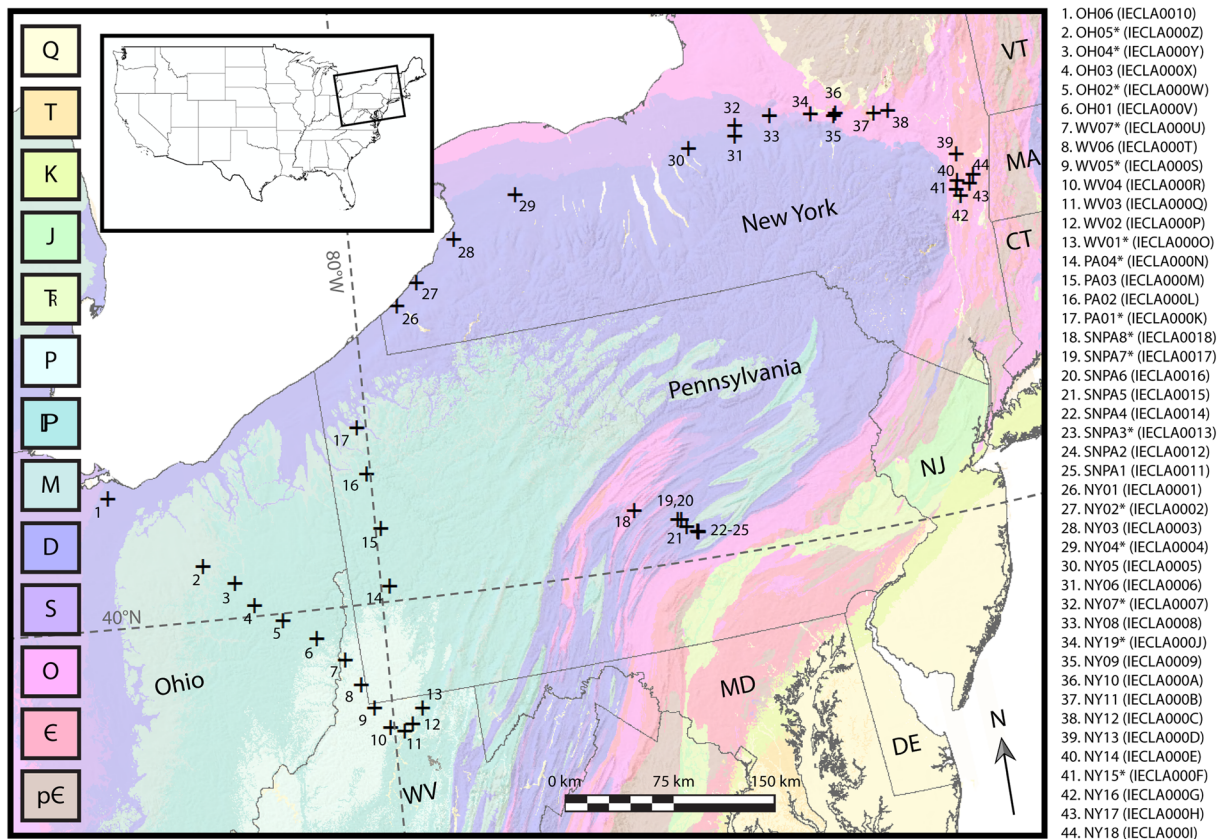 Q
T
K
J
TR
P
IP
M
D
S
O
Є
pЄ
80°W
40°N
New York
Pennsylvania
Ohio
WV
MD
DE
NJ
CT
MA
VT
1
2
3
4
5
6
7
8
9
10
11
12
13
14
15
16
17
18
19,20
21
22-25
26
27
28
29
30
31
32
33
34
35
36
37
38
39
40
41
42
43
44
0 km 75 km 150 km
N
1. OH06 (IECLA0010)
2. OH05* (IECLA000Z)
3. OH04* (IECLA000Y)
4. OH03 (IECLA000X)
5. OH02* (IECLA000W)
6. OH01 (IECLA000V)
7. WV07* (IECLA000U)
8. WV06 (IECLA000T)
9. WV05* (IECLA000S)
10. WV04 (IECLA000R)
11. WV03 (IECLA000Q)
12. WV02 (IECLA000P)
13. WV01* (IECLA000O)
14. PA04* (IECLA000N)
15. PA03 (IECLA000M)
16. PA02 (IECLA000L)
17. PA01* (IECLA000K)
18. SNPA8* (IECLA0018)
19. SNPA7* (IECLA0017)
20. SNPA6 (IECLA0016)
21. SNPA5 (IECLA0015)
22. SNPA4 (IECLA0014)
23. SNPA3* (IECLA0013)
24. SNPA2 (IECLA0012)
25. SNPA1 (IECLA0011)
26. NY01 (IECLA0001)
27. NY02* (IECLA0002)
28. NY03 (IECLA0003)
29. NY04* (IECLA0004)
30. NY05 (IECLA0005)
31. NY06 (IECLA0006)
32. NY07* (IECLA0007)
33. NY08 (IECLA0008)
34. NY19* (IECLA000J)
35. NY09 (IECLA0009)
36. NY10 (IECLA000A)
37. NY11 (IECLA000B)
38. NY12 (IECLA000C)
39. NY13 (IECLA000D)
40. NY14 (IECLA000E)
41. NY15* (IECLA000F)
42. NY16 (IECLA000G)
43. NY17 (IECLA000H)
44. NY18 (IECLA000I)